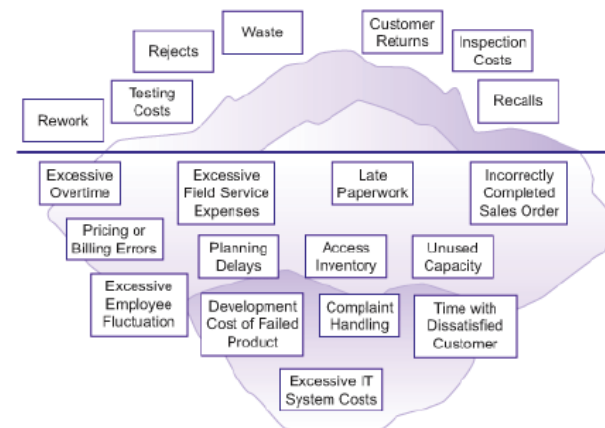 Waste
Customer
Returns
Rejects
Inspection
Costs
Testing
Costs
Recalls
Rework
Excessive
Overtime
Excessive
Field Service
Expenses
Late
Paperwork
Incorrectly
Completed
Sales Order
Pricing or
Billing Errors
Planning
Delays
Access
Inventory
Unused
Capacity
Excessive
Employee
Fluctuation
Development
Cost of Failed
Product
Complaint
Handling
Time with
Dissatisfied
Customer
Excessive IT
System Costs